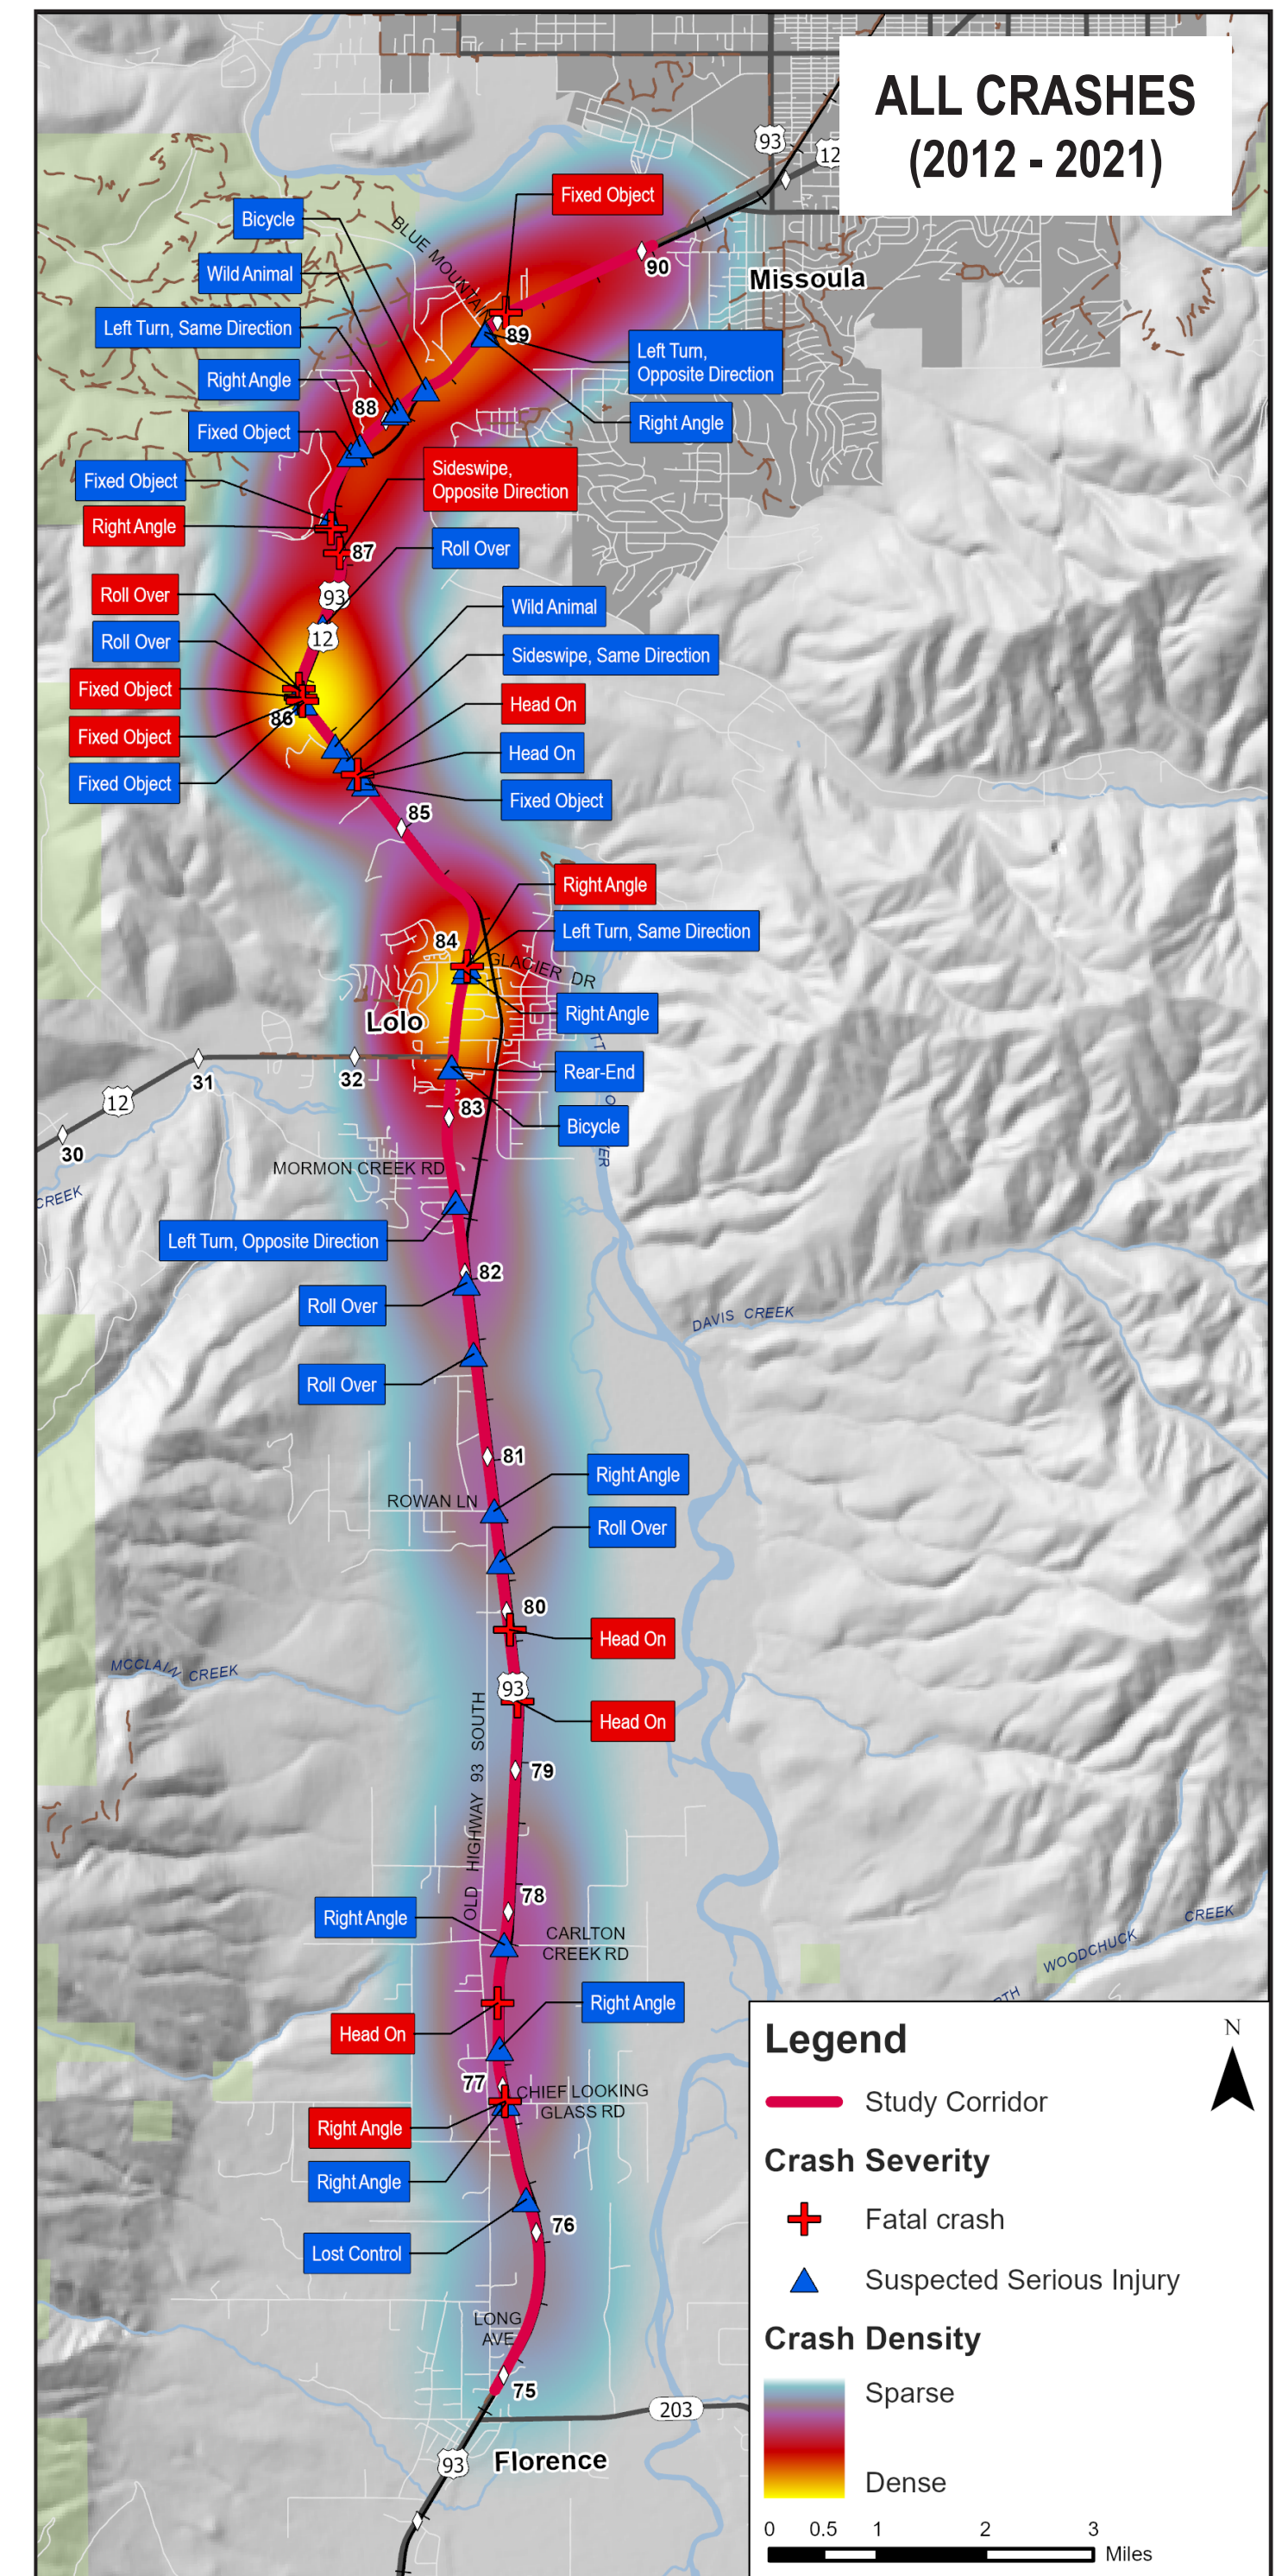 ALL CRASHES
(2012 - 2021)
93
12
Fixed Object
Bicycle
BLUE MOUNTAI
90
Missoula
Wild Animal
Left Turn, Same Direction
89
Left Turn,
Opposite Direction
Right Angle
88
Right Angle
Fixed Object
Sideswipe,
Opposite Direction
Fixed Object
Right Angle
87
Roll Over
93
Roll Over
Wild Animal
12
Roll Over
Sideswipe, Same Direction
Fixed Object
Head On
86
Fixed Object
Head On
Fixed Object
Fixed Object
85
Right Angle
Left Turn, Same Direction
84
GLACIER DR
Right Angle
Lolo
Rear-End
31
32
12
83
Bicycle
30
MORMON CREEK RD
CREEK
Left Turn, Opposite Direction
82
Roll Over
DAVIS CREEK
Roll Over
81
Right Angle
ROWAN LN
Roll Over
80
Head On
MCCLAIN CREEK
93
Head On
OLD HIGHWAY 93 SOUTH
79
78
Right Angle
CARLTON
CREEK RD
WOODCHUCK CREEK
Right Angle
Head On
77
CHIEF LOOKING
GLASS RD
Right Angle
Right Angle
76
Lost Control
LONG
AVE
75
203
93
Florence
Legend
N
Study Corridor
Crash Severity
Fatal crash
Suspected Serious Injury
Crash Density
Sparse
Dense
0 0.5 1 2 3
Miles